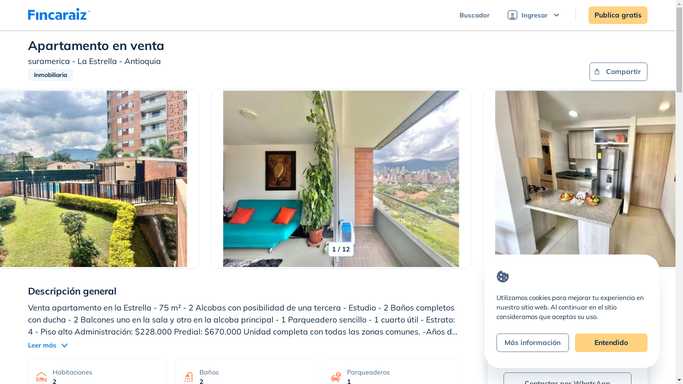 Fincaraiz
Buscador
Ingresar
Publica gratis
Apartamento en venta
suramerica - La Estrella - Antioquia
Inmobiliaria
Compartir
1 / 12
Descripción general
Venta apartamento en la Estrella - 75 m² - 2 Alcobas con posibilidad de una tercera - Estudio - 2 Baños completos
con ducha - 2 Balcones uno en la sala y otro en la alcoba principal - 1 Parqueadero sencillo - 1 cuarto útil - Estrato:
4 - Piso alto Administración: $228.000 Predial: $670.000 Unidad completa con todas las zonas comunes. -Años d...
Leer más
Habitaciones
2
Baños
2
Parqueaderos
1
Utilizamos cookies para mejorar tu experiencia en
nuestro sitio web. Al continuar en el sitio
consideramos que aceptas su uso.
Más información
Entendido
Contactar por WhatsApp